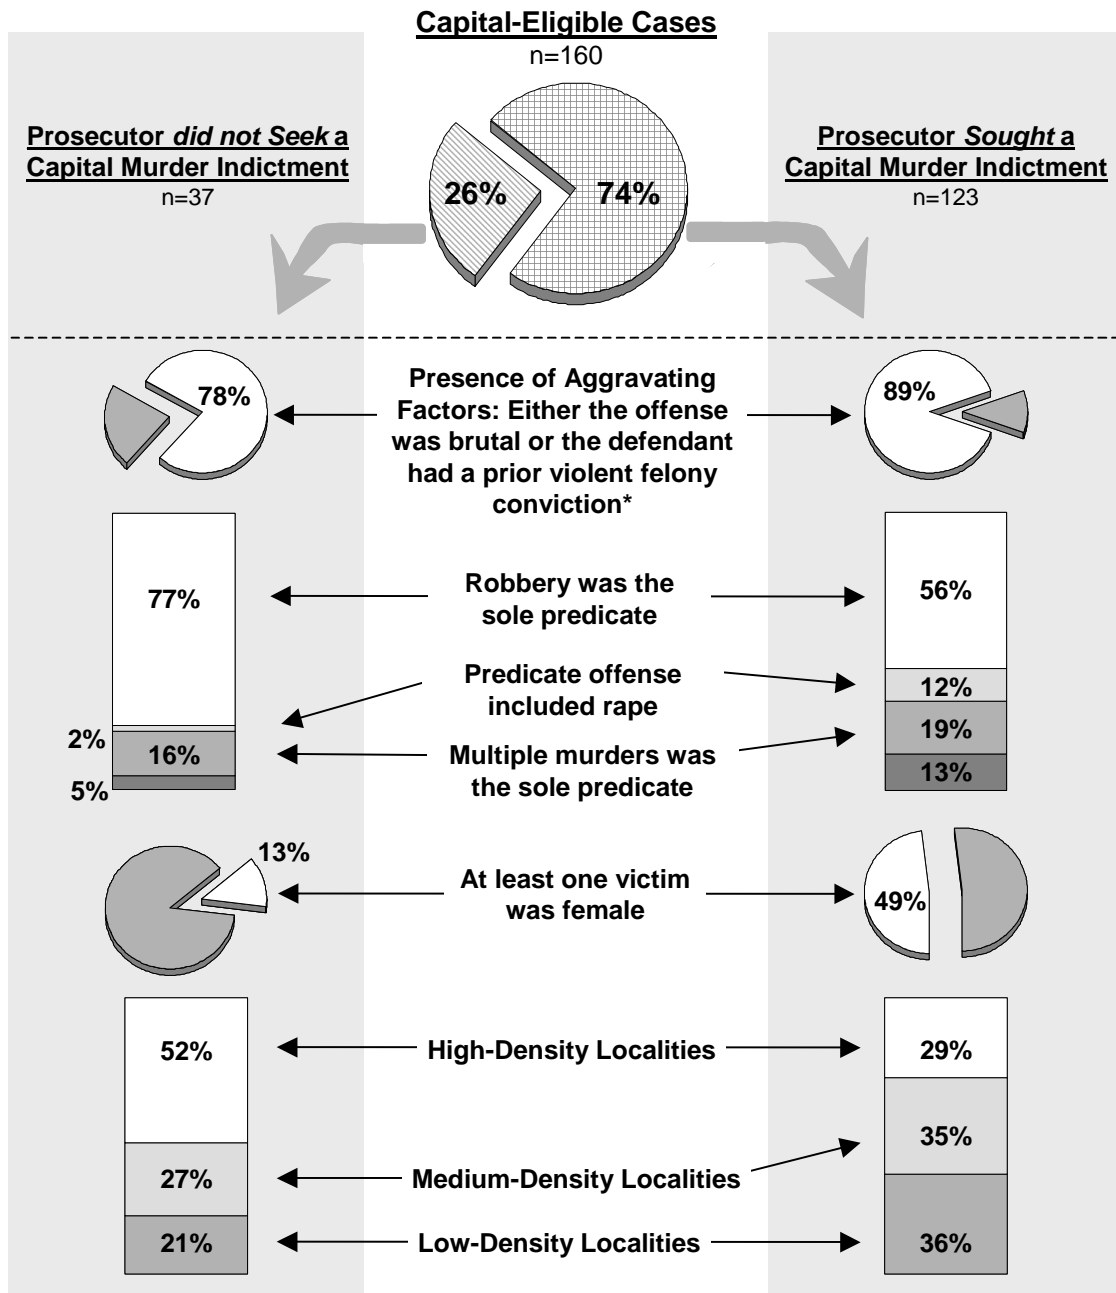 Capital-Eligible Cases
n=160
Prosecutor did not Seek a
Capital Murder Indictment
n=37
26%
74%
Prosecutor Sought a
Capital Murder Indictment
n=123
78%
Presence of Aggravating
Factors: Either the offense
was brutal or the defendant
had a prior violent felony
conviction*
89%
77%
Robbery was the
sole predicate
56%
2%
Predicate offense
included rape
12%
16%
Multiple murders was
the sole predicate
19%
5%
13%
13%
At least one victim
was female
49%
52%
High-Density Localities
29%
27%
Medium-Density Localities
35%
21%
Low-Density Localities
36%